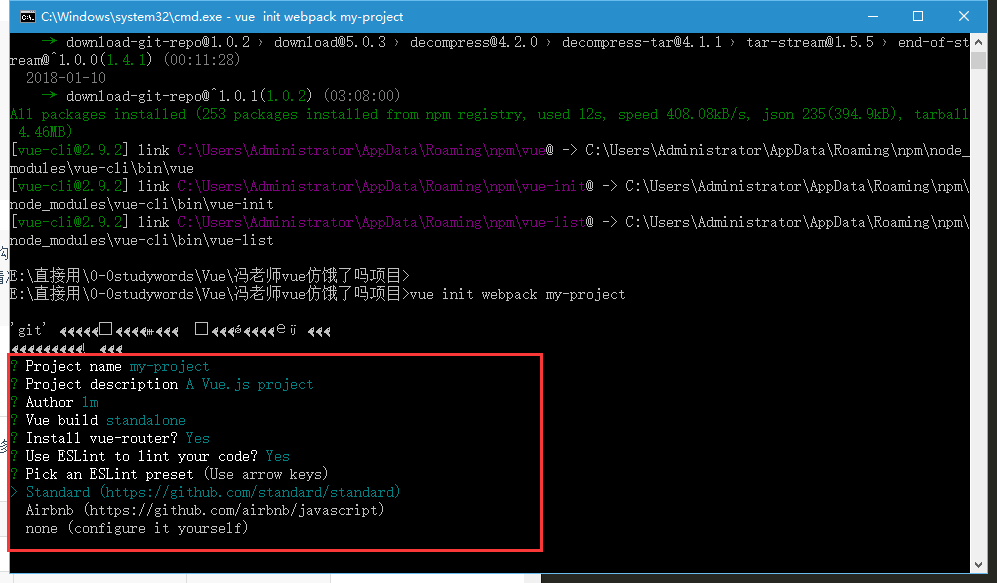 C:\Windows\system32\cmd.exe - vue  init webpack my-project
→ download-git-repo@1.0.2 › download@5.0.3 › decompress@4.2.0 › decompress-tar@4.1.1 › tar-stream@1.5.5 › end-of-st
ream@^1.0.0(1.4.1) (00:11:28)
2018-01-10
→ download-git-repo@^1.0.1(1.0.2) (03:08:00)
All packages installed (253 packages installed from npm registry, used 12s, speed 408.08kB/s, json 235(394.9kB), tarball
4.46MB)
[vue-cli@2.9.2] link C:\Users\Administrator\AppData\Roaming\npm\vue@ -> C:\Users\Administrator\AppData\Roaming\npm\node_
modules\vue-cli\bin\vue
[vue-cli@2.9.2] link C:\Users\Administrator\AppData\Roaming\npm\vue-init@ -> C:\Users\Administrator\AppData\Roaming\npm\
node_modules\vue-cli\bin\vue-init
[vue-cli@2.9.2] link C:\Users\Administrator\AppData\Roaming\npm\vue-list@ -> C:\Users\Administrator\AppData\Roaming\npm\
node_modules\vue-cli\bin\vue-list
E:\直接用\0-0studywords\Vue\冯老师vue仿饿了吗项目>
E:\直接用\0-0studywords\Vue\冯老师vue仿饿了吗项目>vue init webpack my-project
'git'
? Project name my-project
? Project description A Vue.js project
? Author lm
? Vue build standalone
? Install vue-router? Yes
? Use ESLint to lint your code? Yes
? Pick an ESLint preset (Use arrow keys)
> Standard (https://github.com/standard/standard)
Airbnb (https://github.com/airbnb/javascript)
none (configure it yourself)